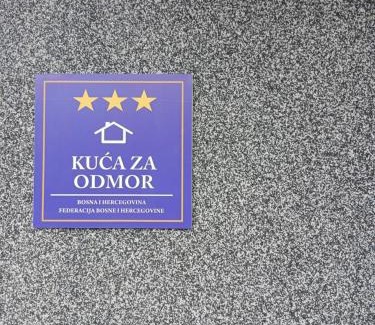 KUĆA ZA
ODMOR
BOSNA I HERCEGOVINA
FEDERACIJA BOSNE I HERCEGOVINE